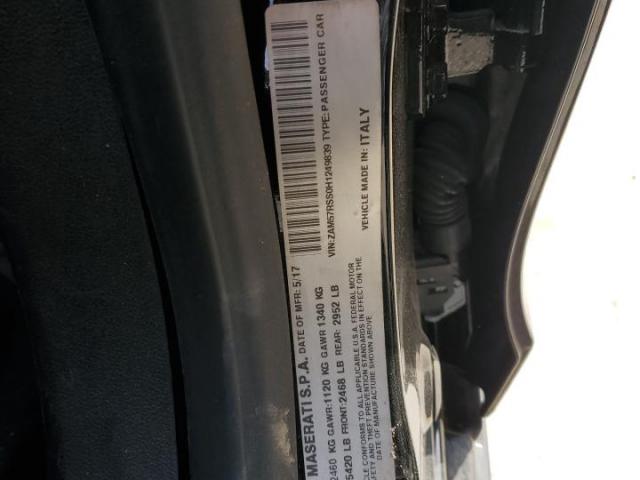 MASERATI S.P.A. DATE OF MFR: 5/17
2460 KG GAWR:1120 KG GAWR 1340 KG
5420 LB FRONT:2468 LB REAR: 2952 LB
CONFORMS TO ALL APPLICABLE U.S.A. FEDERAL MOTOR
SAFETY AND THEFT PREVENTION STANDARDS IN EFFECT ON THE
DATE OF MANUFACTURE SHOWN ABOVE
VIN:ZAM57RSS0H1249839 TYPE:PASSENGER CAR
VEHICLE MADE IN: ITALY